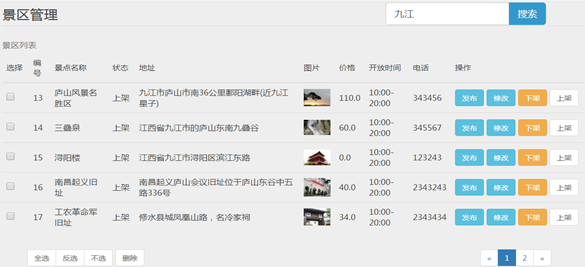 景区管理 九江 搜索
景区列表
选择 编号 景点名称 状态 地址 图片 价格 开放时间 电话 操作
13 庐山风景名胜区 上架 九江市庐山市南36公里鄱阳湖畔(近九江星子) 110.0 10:00-20:00 343456 发布 修改 下架 上架
14 三叠泉 上架 江西省九江市的庐山东南九叠谷 60.0 10:00-20:00 345567 发布 修改 下架 上架
15 浔阳楼 上架 江西省九江市浔阳区滨江东路 0.0 10:00-20:00 123243 发布 修改 下架 上架
16 南昌起义旧址 上架 南昌起义庐山会议旧址位于庐山东谷中五路336号 40.0 10:00-20:00 2343243 发布 修改 下架 上架
17 工农革命军旧址 上架 修水县城凤凰山路，名冷家祠 34.0 10:00-20:00 2343434 发布 修改 下架 上架
全选 反选 不选 删除 « 1 2 »